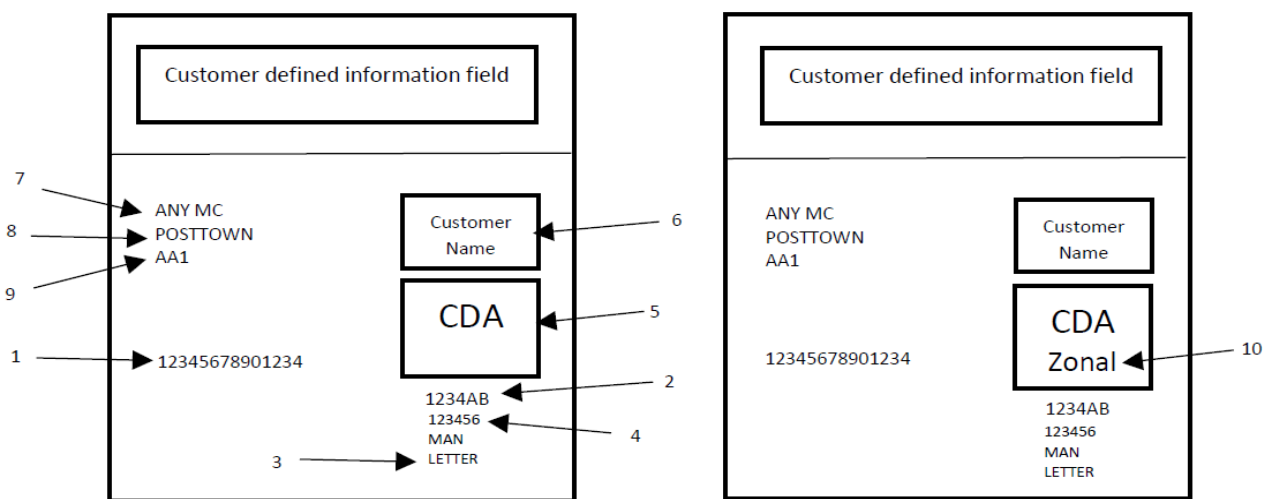 Customer defined information field
7
ANY MC
8
POSTTOWN
9
AA1
Customer
Name
6
CDA
5
1
12345678901234
1234AB
2
123456
4
MAN
3
LETTER
Customer defined information field
ANY MC
POSTTOWN
AA1
Customer
Name
CDA
Zonal
10
12345678901234
1234AB
123456
MAN
LETTER